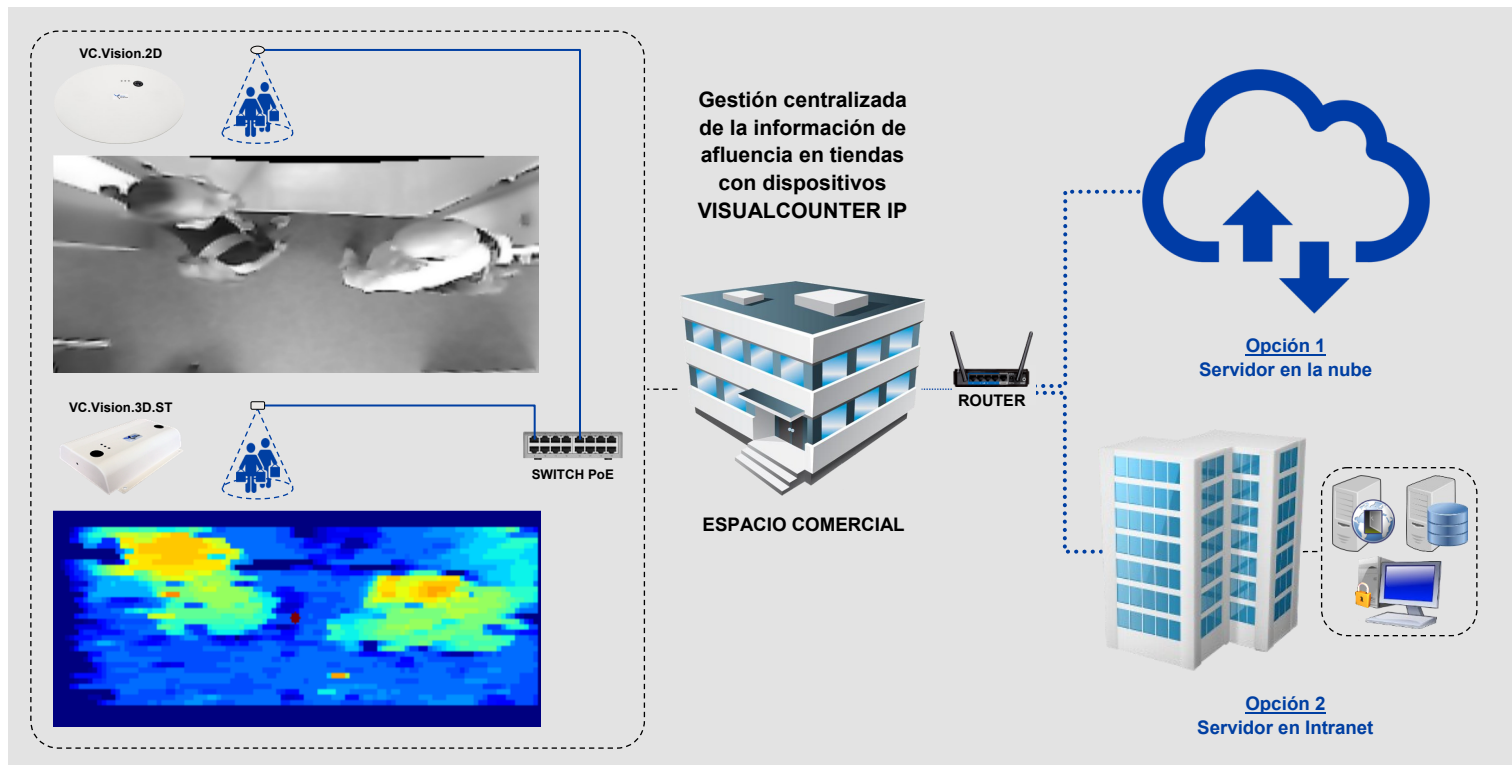 VC.Vision.2D
VC.Vision.3D.ST
SWITCH PoE
Gestión centralizada
de la información de
afluencia en tiendas
con dispositivos
VISUALCOUNTER IP
ESPACIO COMERCIAL
ROUTER
Opción 1
Servidor en la nube
Opción 2
Servidor en Intranet